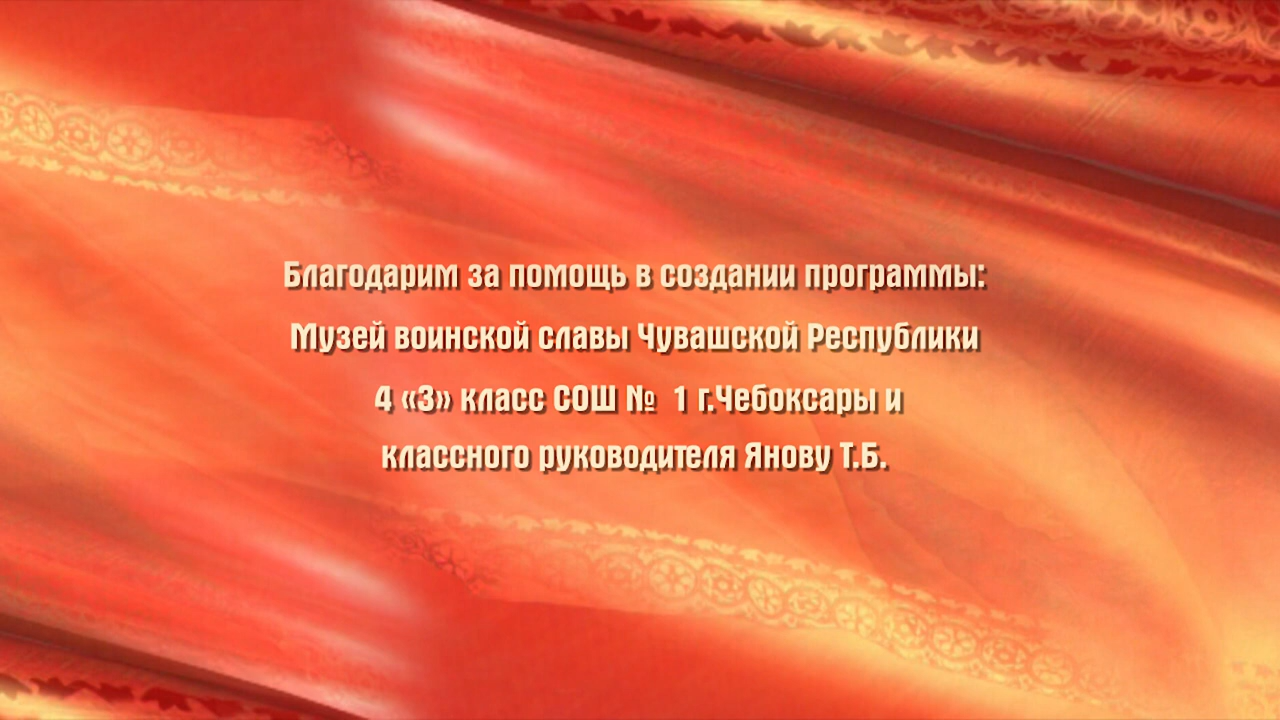 Благодарим за помощь в создании программы:
Музей воинской славы Чувашской Республики
4 «З» класс СОШ № 1 г.Чебоксары и
классного руководителя Янову Т.Б.